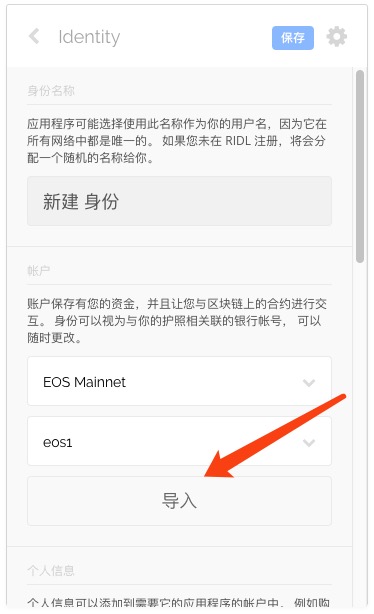 Identity
保存
身份名称
应用程序可能选择使用此名称作为你的用户名，因为它在
所有网络中都是唯一的。 如果您未在 RIDL 注册，将会分
配一个随机的名称给你。
新建 身份
帐户
账户保存有您的资金，并且让您与区块链上的合约进行交
互。 身份可以视为与你的护照相关联的银行帐号， 可以
随时更改。
EOS Mainnet
eos1
导入
个人信息
个人信息可以添加到需要它的应用程序的帐户中， 例如购